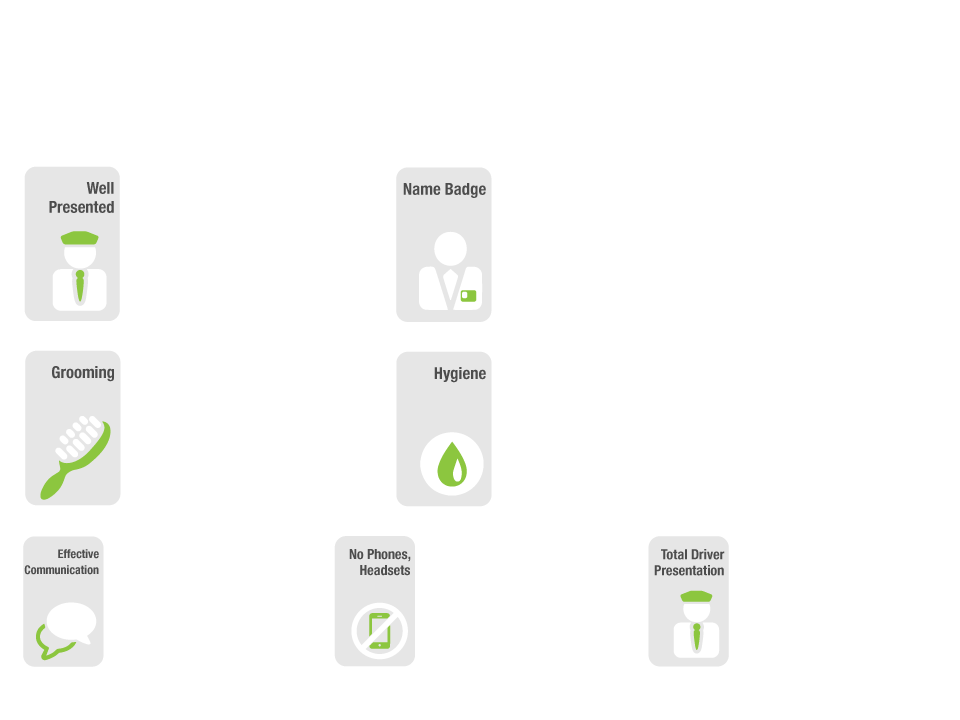 Well
Presented
Name Badge
Grooming
Hygiene
Effective
Communication
No Phones,
Headsets
Total Driver
Presentation